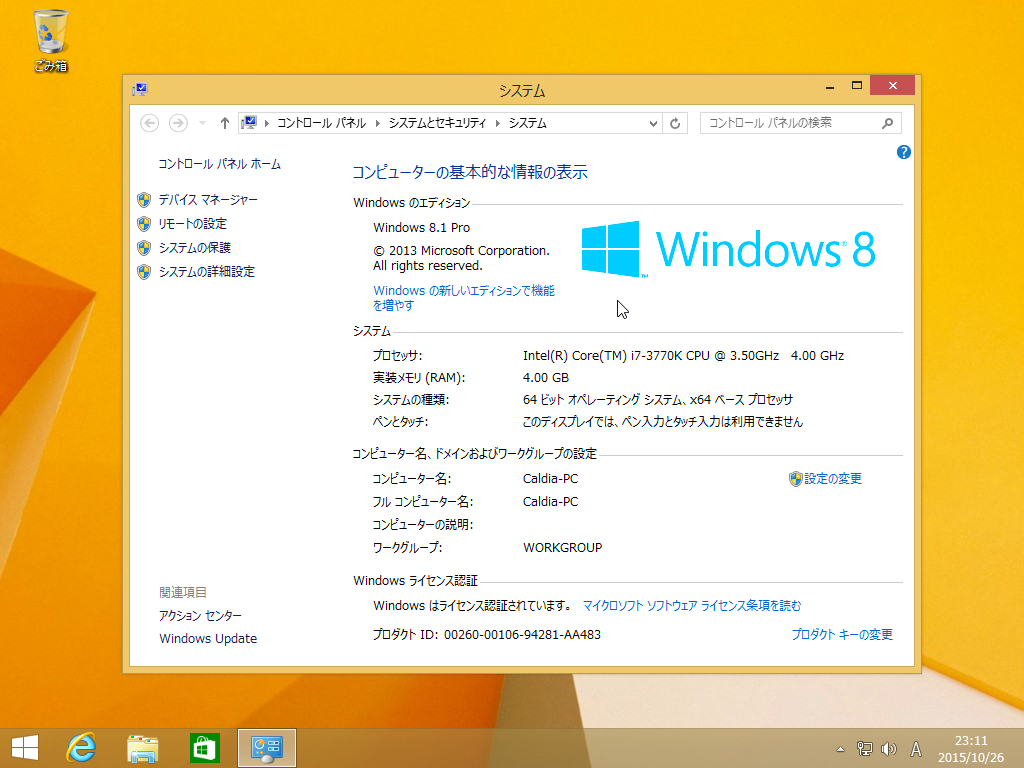 ごみ箱
システム
コントロール パネル
システムとセキュリティ
システム
コントロール パネルの検索
コントロール パネル ホーム
デバイス マネージャー
リモートの設定
システムの保護
システムの詳細設定
コンピューターの基本的な情報の表示
Windows のエディション
Windows 8.1 Pro
© 2013 Microsoft Corporation.
All rights reserved.
Windows の新しいエディションで機能
を増やす
Windows® 8
TM
システム
プロセッサ: Intel(R) Core(TM) i7-3770K CPU @ 3.50GHz 4.00 GHz
実装メモリ (RAM): 4.00 GB
システムの種類: 64 ビット オペレーティング システム、x64 ベース プロセッサ
ペンとタッチ: このディスプレイでは、ペン入力とタッチ入力は利用できません
コンピューター名、ドメインおよびワークグループの設定
コンピューター名: Caldia-PC 設定の変更
フル コンピューター名: Caldia-PC
コンピューターの説明:
ワークグループ: WORKGROUP
Windows ライセンス認証
Windows はライセンス認証されています。 マイクロソフト ソフトウェア ライセンス条項を読む
プロダクト ID: 00260-00106-94281-AA483 プロダクト キーの変更
関連項目
アクション センター
Windows Update
A
23:11
2015/10/26